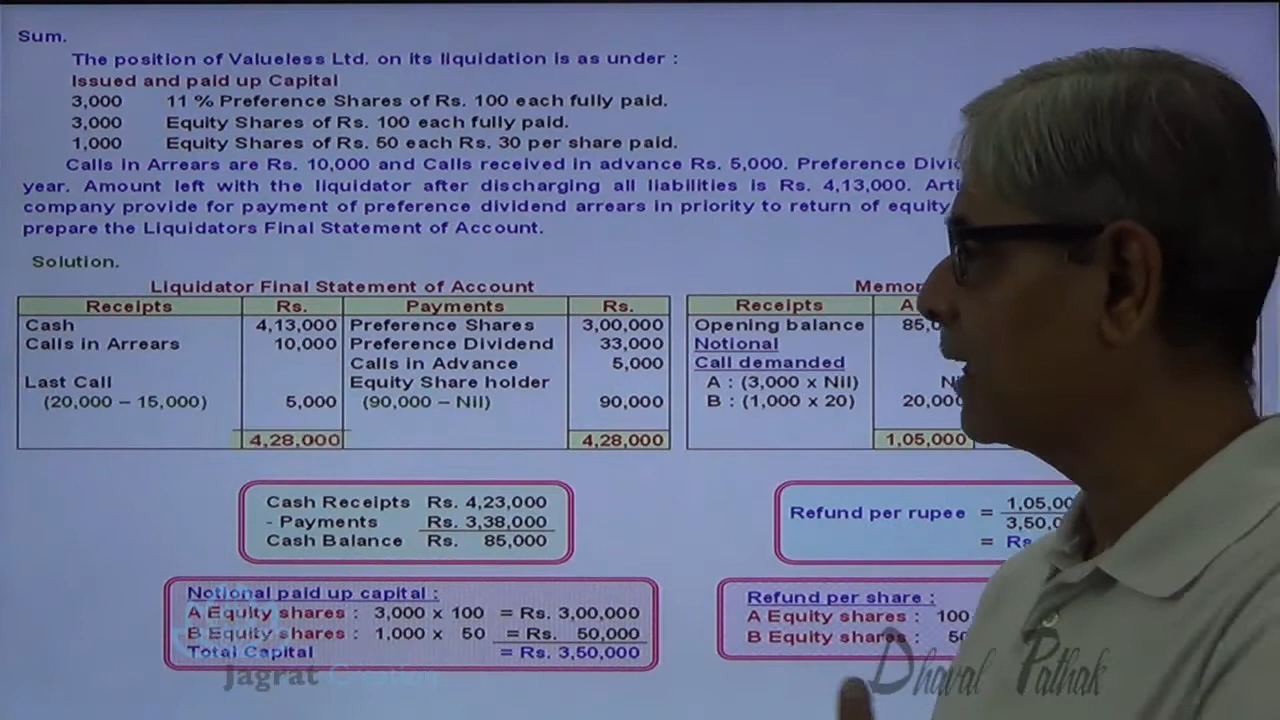 Sum.
The position of Valueless Ltd. on its liquidation is as under :
Issued and paid up Capital
3,000 11 % Preference Shares of Rs. 100 each fully paid.
3,000 Equity Shares of Rs. 100 each fully paid.
1,000 Equity Shares of Rs. 50 each Rs. 30 per share paid.
Calls in Arrears are Rs. 10,000 and Calls received in advance Rs. 5,000. Preference
year. Amount left with the liquidator after discharging all liabilities is Rs. 4,13,000.
company provide for payment of preference dividend arrears in priority to return of equity
prepare the Liquidators Final Statement of Account.
Solution.
Liquidator Final Statement of Account
Receipts Rs. Payments Rs.
Cash 4,13,000 Preference Shares 3,00,000
Calls in Arrears 10,000 Preference Dividend 33,000
Calls in Advance 5,000
Last Call Equity Share holder
(20,000 – 15,000) 5,000 (90,000 – Nil) 90,000
4,28,000 4,28,000
Memor
Receipts A
Opening balance 85,0
Notional
Call demanded
A : (3,000 x Nil) N
B : (1,000 x 20) 20,000
1,05,000
Cash Receipts Rs. 4,23,000
- Payments Rs. 3,38,000
Cash Balance Rs. 85,000
Refund per rupee = 1,05,00
3,50,0
= Rs
Notional paid up capital :
A Equity shares : 3,000 x 100 = Rs. 3,00,000
B Equity shares : 1,000 x 50 = Rs. 50,000
Total Capital = Rs. 3,50,000
Refund per share :
A Equity shares : 100
B Equity shares : 50
Jagrat Creation
Dhaval Pathak